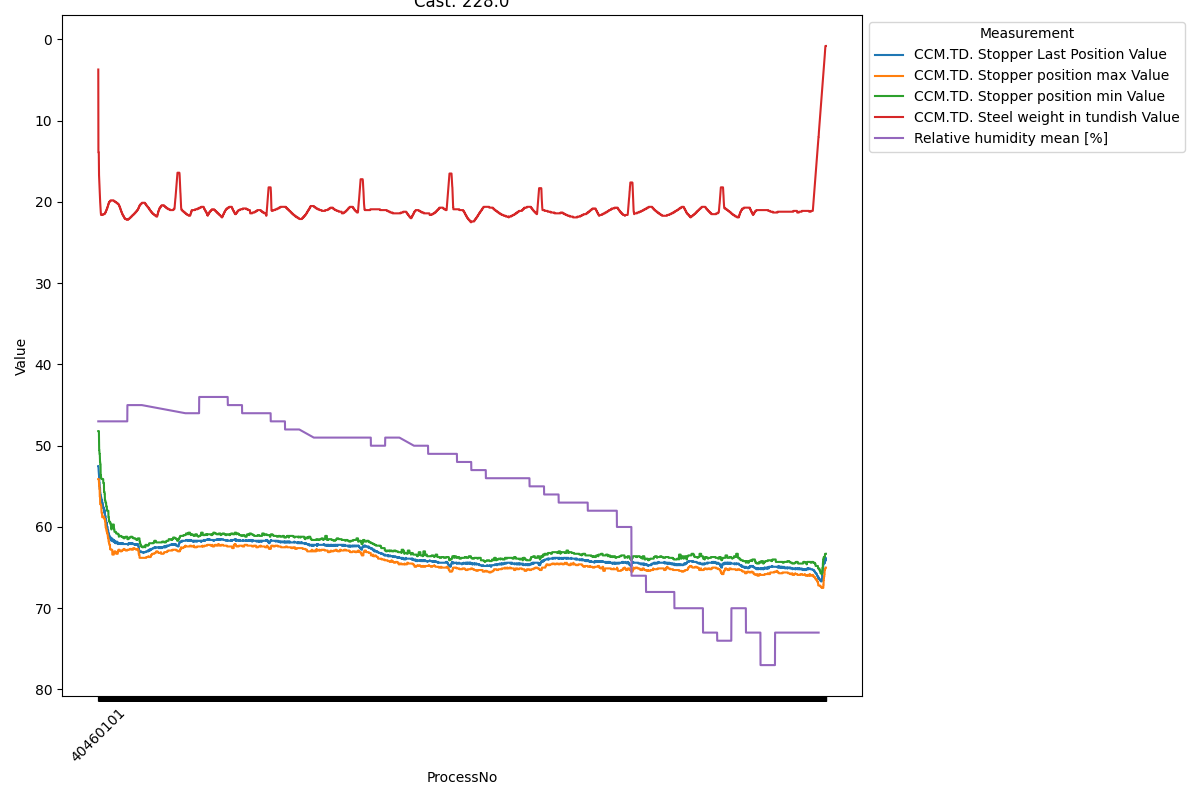 Cast: 228.0
Measurement
CCM.TD. Stopper Last Position Value
CCM.TD. Stopper position max Value
CCM.TD. Stopper position min Value
CCM.TD. Steel weight in tundish Value
Relative humidity mean [%]
0
10
20
30
40
50
60
70
80
Value
40460101
ProcessNo